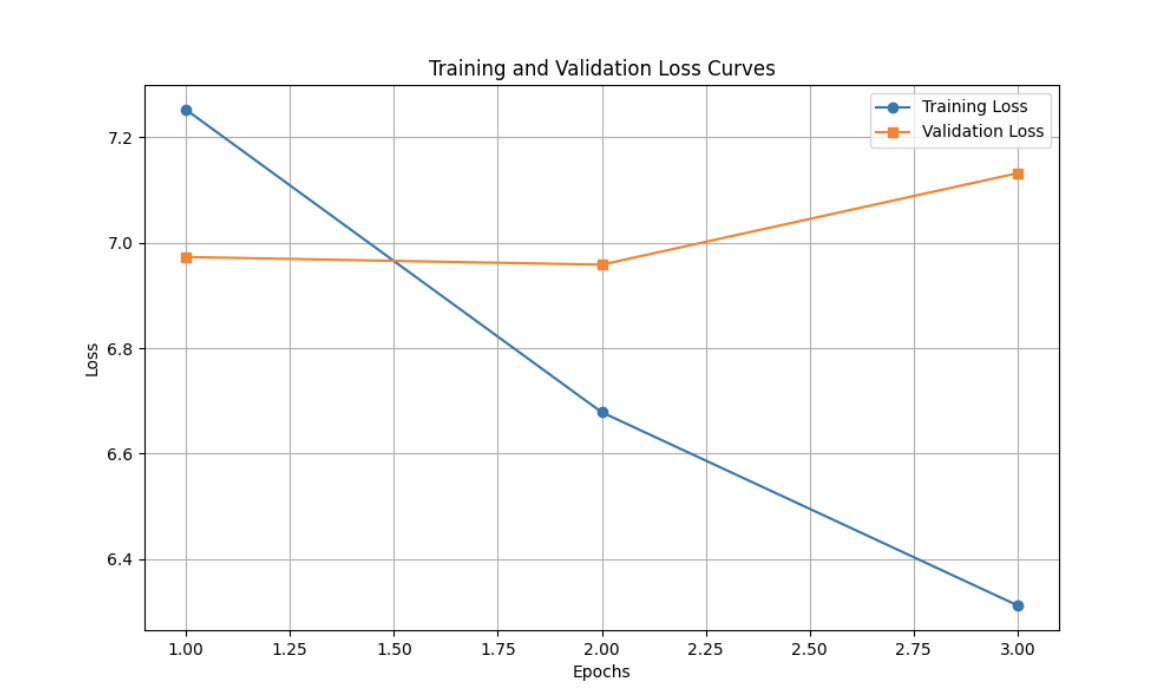 Training and Validation Loss Curves
Training Loss
Validation Loss
7.2
7.0
6.8
6.6
6.4
Loss
1.00 1.25 1.50 1.75 2.00 2.25 2.50 2.75 3.00
Epochs